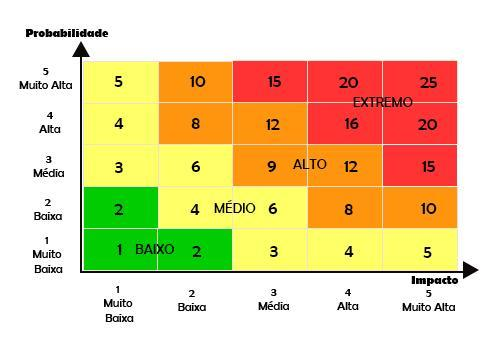 Probabilidade
5
Muito Alta
5 10 15 20 25
EXTREMO
4
Alta
4 8 12 16 20
3
Média
3 6 9 ALTO 12 15
2
Baixa
2 4 MÉDIO 6 8 10
1
Muito
Baixa
1 BAIXO 2 3 4 5
Impacto
1
Muito
Baixa
2
Baixa
3
Média
4
Alta
5
Muito Alta